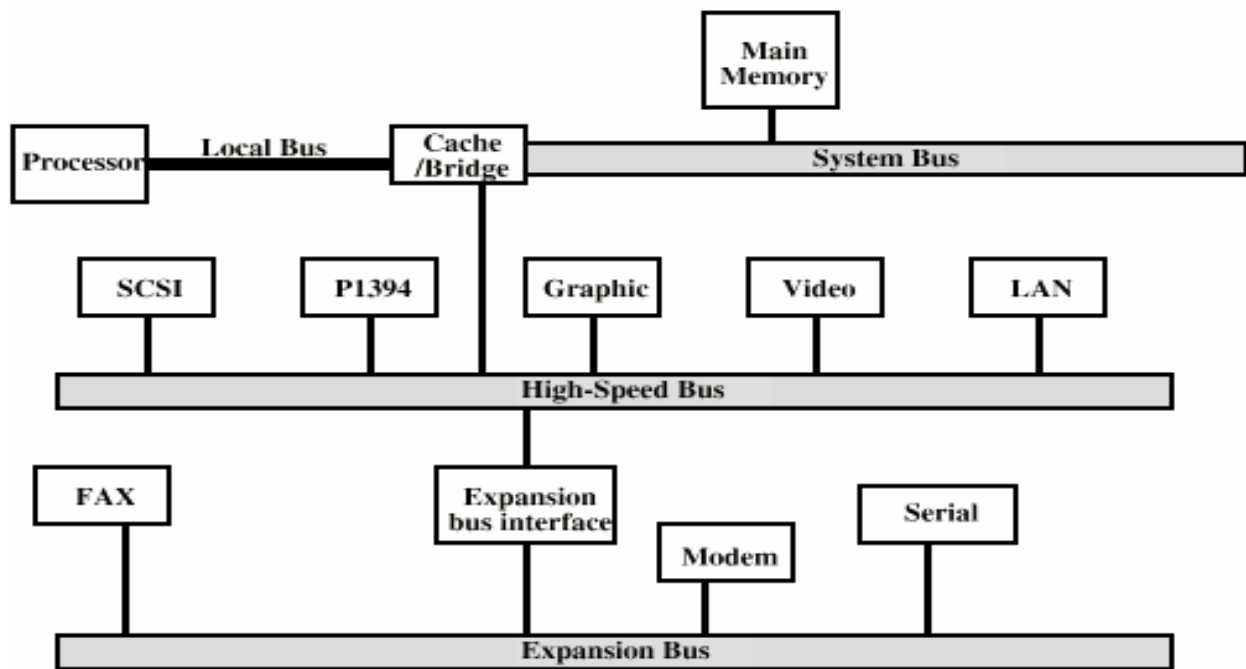 Main
Memory
Local Bus
Cache
/Bridge
Processor
System Bus
SCSI
P1394
Graphic
Video
LAN
High-Speed Bus
FAX
Expansion
bus interface
Serial
Modem
Expansion Bus